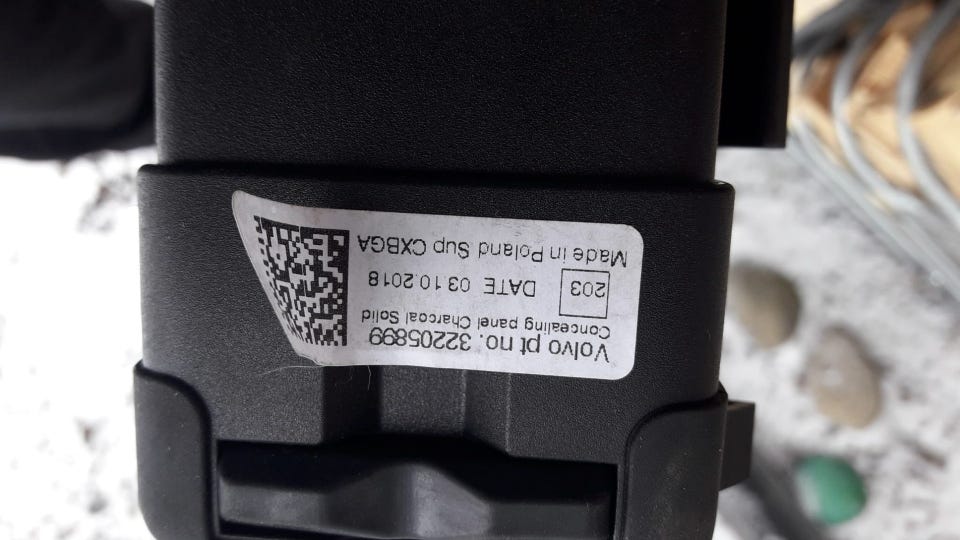 Volvo pt no. 32205899
Concealing panel Charcoal Solid
203 DATE 03.10.2018
Made in Poland Sup CXBGA